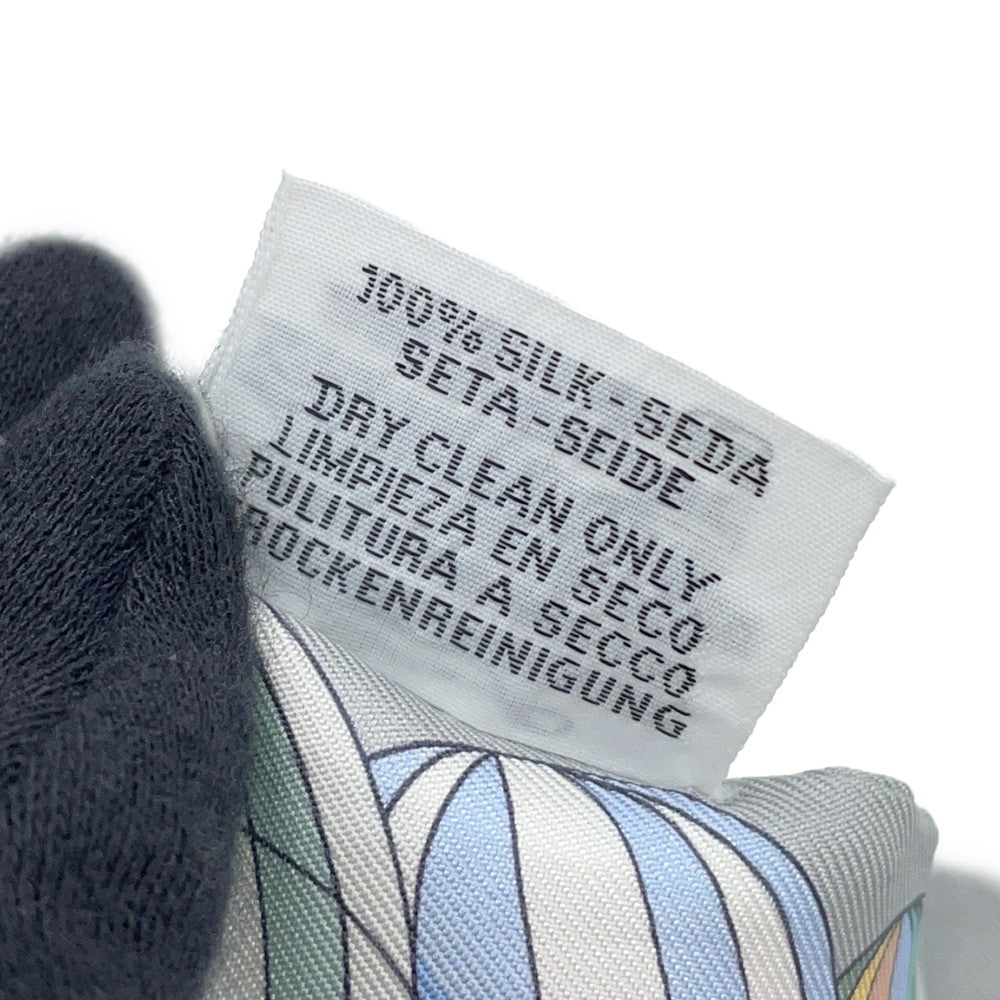 100% SILK-SEDA
SETA-SEIDE
DRY CLEAN ONLY
LIMPIEZA EN SECO
PULITURA A SECCO
ROCKENREINIGUNG